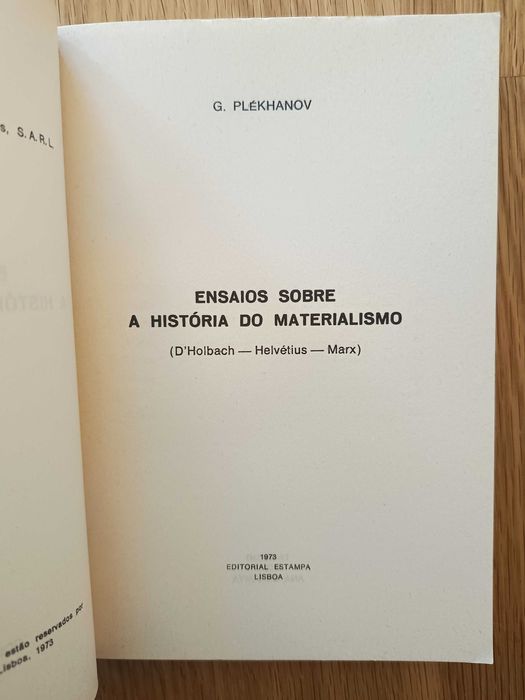 s, S.A.R.L.
G. PLÉKHANOV
ENSAIOS SOBRE
A HISTÓRIA DO MATERIALISMO
(D'Holbach — Helvétius — Marx)
1973
EDITORIAL ESTAMPA
LISBOA
estão reservados por
Lisboa, 1973